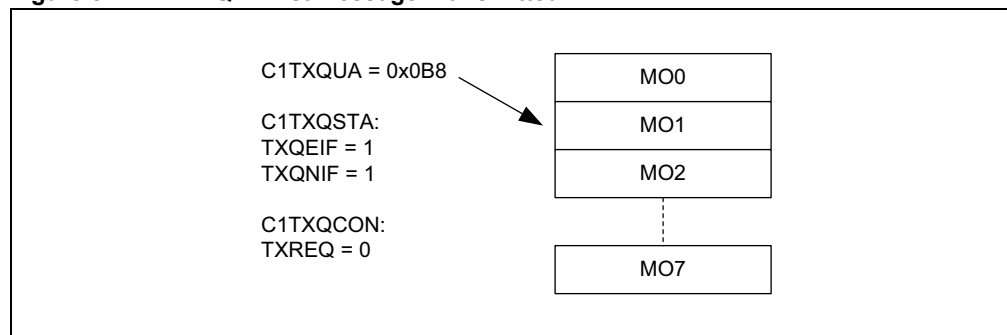 C1TXQUA = 0x0B8
C1TXQSTA:
TXQEIF = 1
TXQNIF = 1
C1TXQCON:
TXREQ = 0
MO0
MO1
MO2
MO7